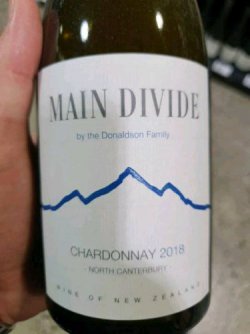 MAIN DIVIDE
by the Donaldson Family
CHARDONNAY 2018
- NORTH CANTERBURY -
WINE OF NEW ZEALAND